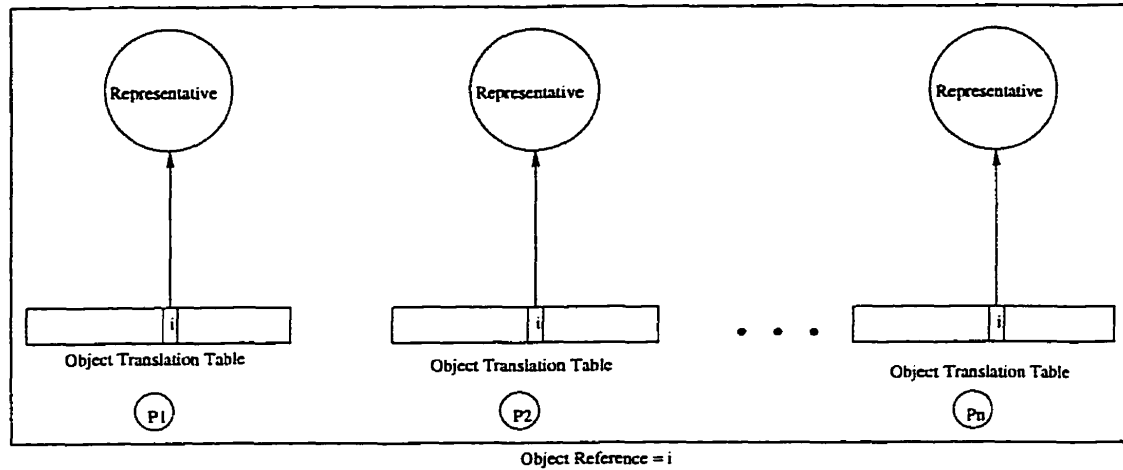 Representative
Representative
Representative
i
i
i
Object Translation Table
Object Translation Table
Object Translation Table
P1
P2
Pn
Object Reference = i